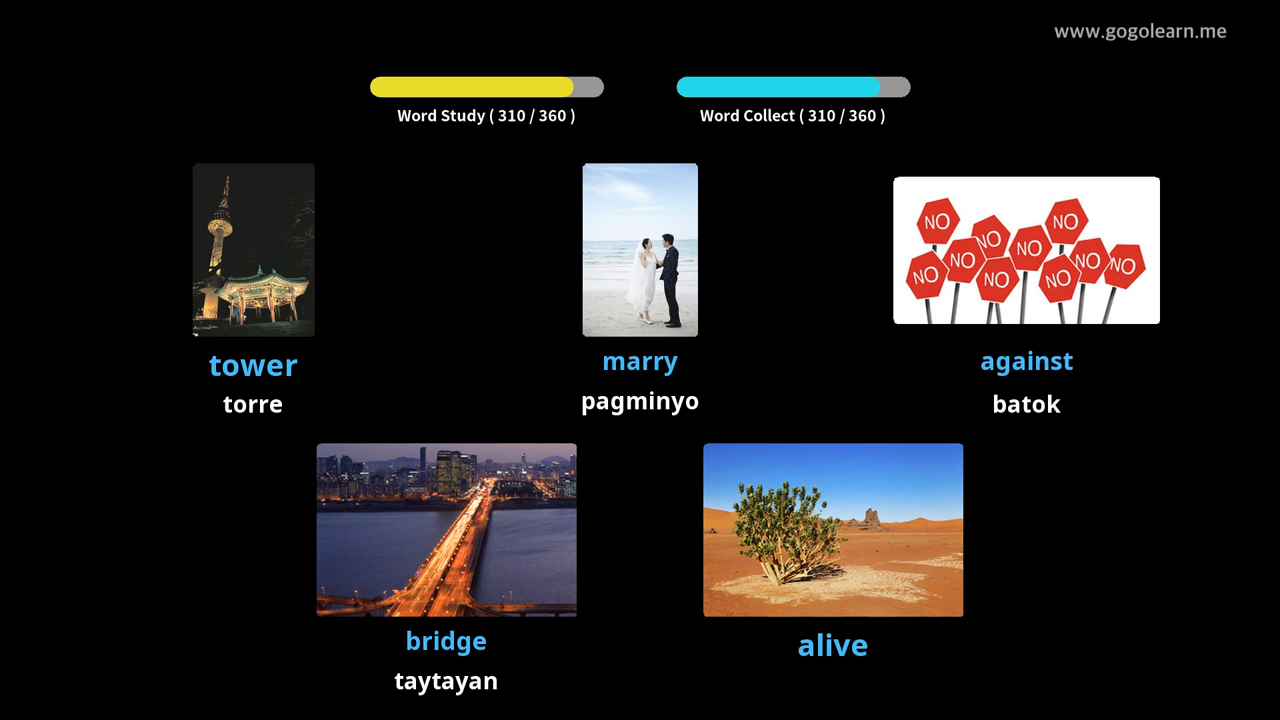 www.gogolearn.me
Word Study ( 310 / 360 )
Word Collect ( 310 / 360 )
NO
NO
NO
NO
NO
NO
NO
NO
NO
NO
tower
torre
marry
pagminyo
against
batok
bridge
taytayan
alive